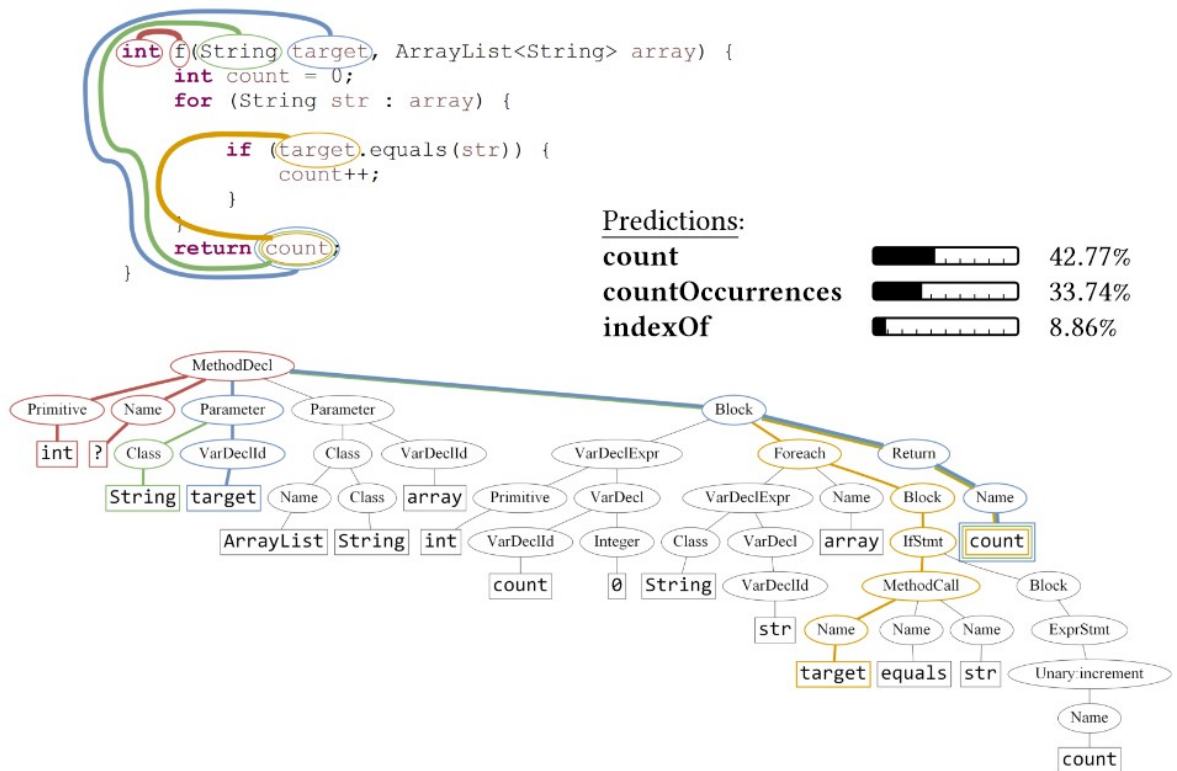 int f(String target, ArrayList<String> array) {
int count = 0;
for (String str : array) {
if (target.equals(str)) {
count++;
}
}
return count;
}
Predictions:
count 42.77%
countOccurrences 33.74%
indexOf 8.86%
MethodDecl
Primitive Name Parameter Parameter Block
int ? Class VarDeclId Class VarDeclId VarDeclExpr Foreach Return
String target Name Class array Primitive VarDecl VarDeclExpr Name Block Name
ArrayList String int VarDeclId Integer Class VarDecl array IfStmt count
count 0 String VarDeclId MethodCall Block
str Name Name Name ExprStmt
target equals str Unary:increment
Name
count